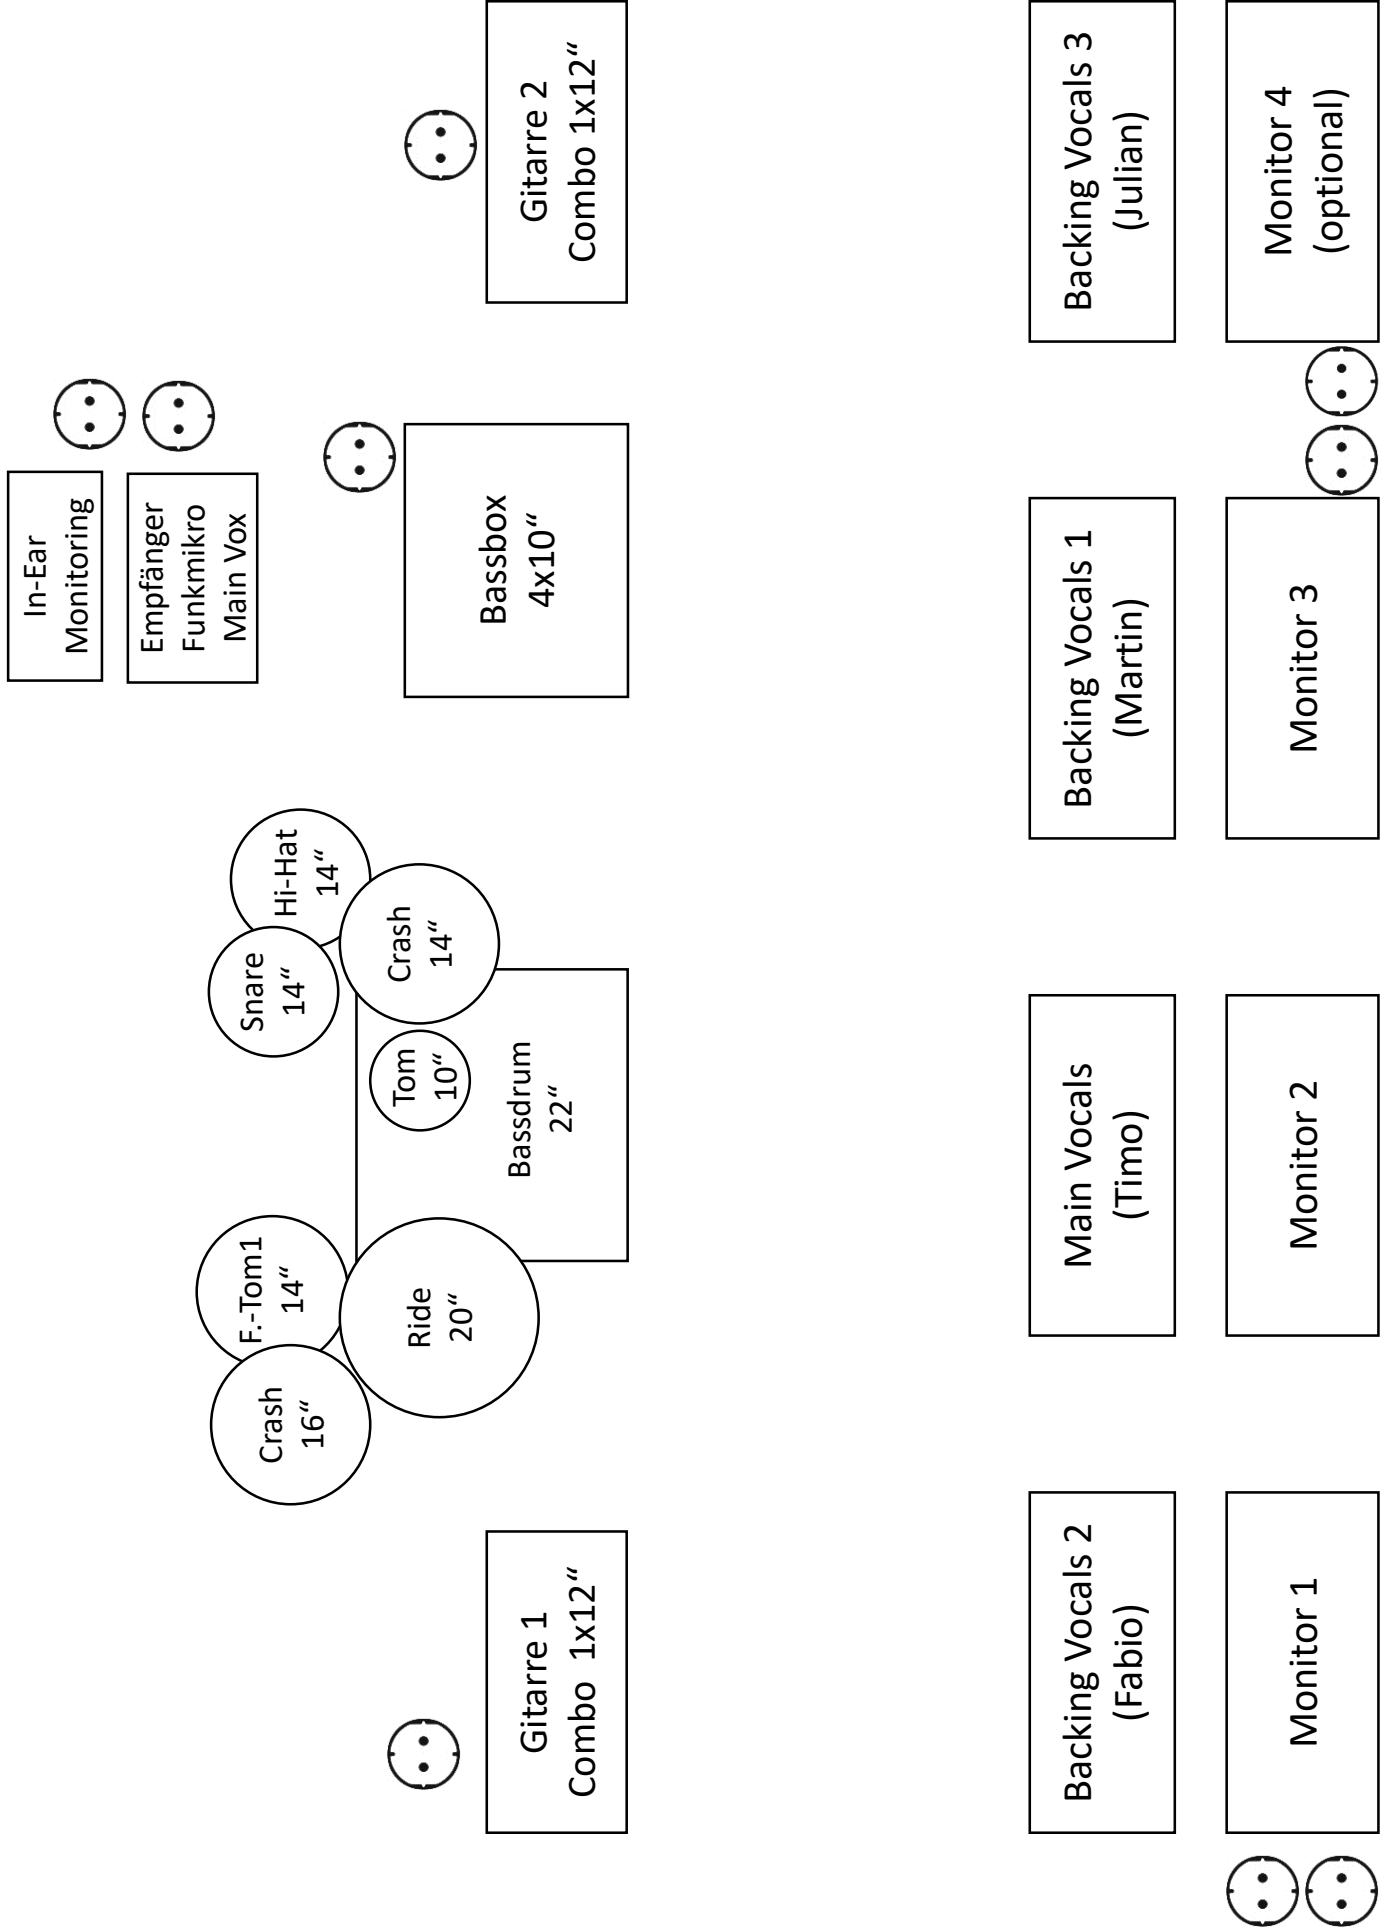 In-Ear
Monitoring
Empfänger
Funkmikro
Main Vox
Crash
16“
F.-Tom1
14“
Snare
14“
Hi-Hat
14“
Ride
20“
Tom
10“
Crash
14“
Bassdrum
22“
Bassbox
4x10“
Gitarre 1
Combo 1x12“
Gitarre 2
Combo 1x12“
Backing Vocals 2
(Fabio)
Main Vocals
(Timo)
Backing Vocals 1
(Martin)
Backing Vocals 3
(Julian)
Monitor 1
Monitor 2
Monitor 3
Monitor 4
(optional)